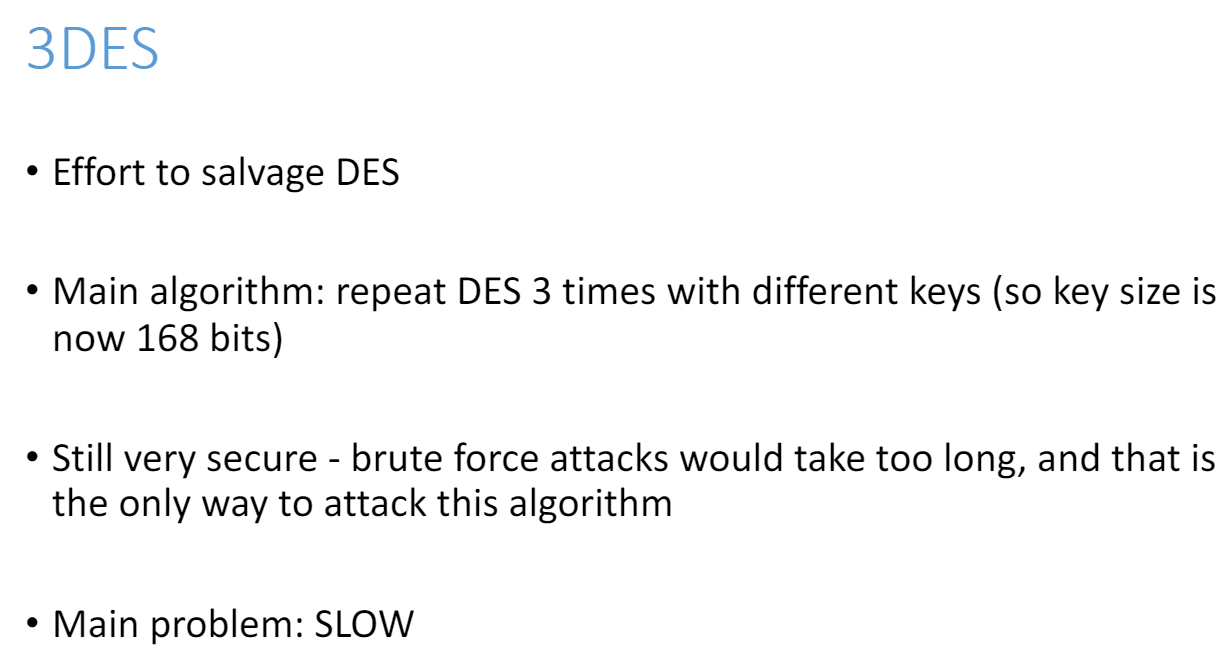 3DES
• Effort to salvage DES
• Main algorithm: repeat DES 3 times with different keys (so key size is
now 168 bits)
• Still very secure - brute force attacks would take too long, and that is
the only way to attack this algorithm
• Main problem: SLOW